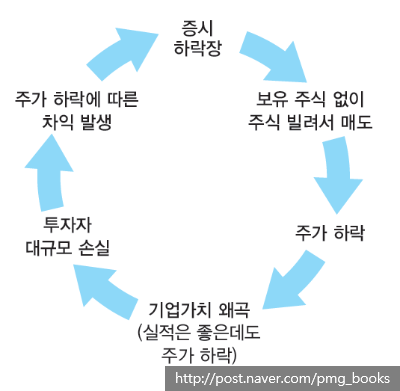 증시
하락장
보유 주식 없이
주식 빌려서 매도
주가 하락
기업가치 왜곡
(실적은 좋은데도
주가 하락)
투자자
대규모 손실
주가 하락에 따른
차익 발생
http://post.naver.com/pmg_books